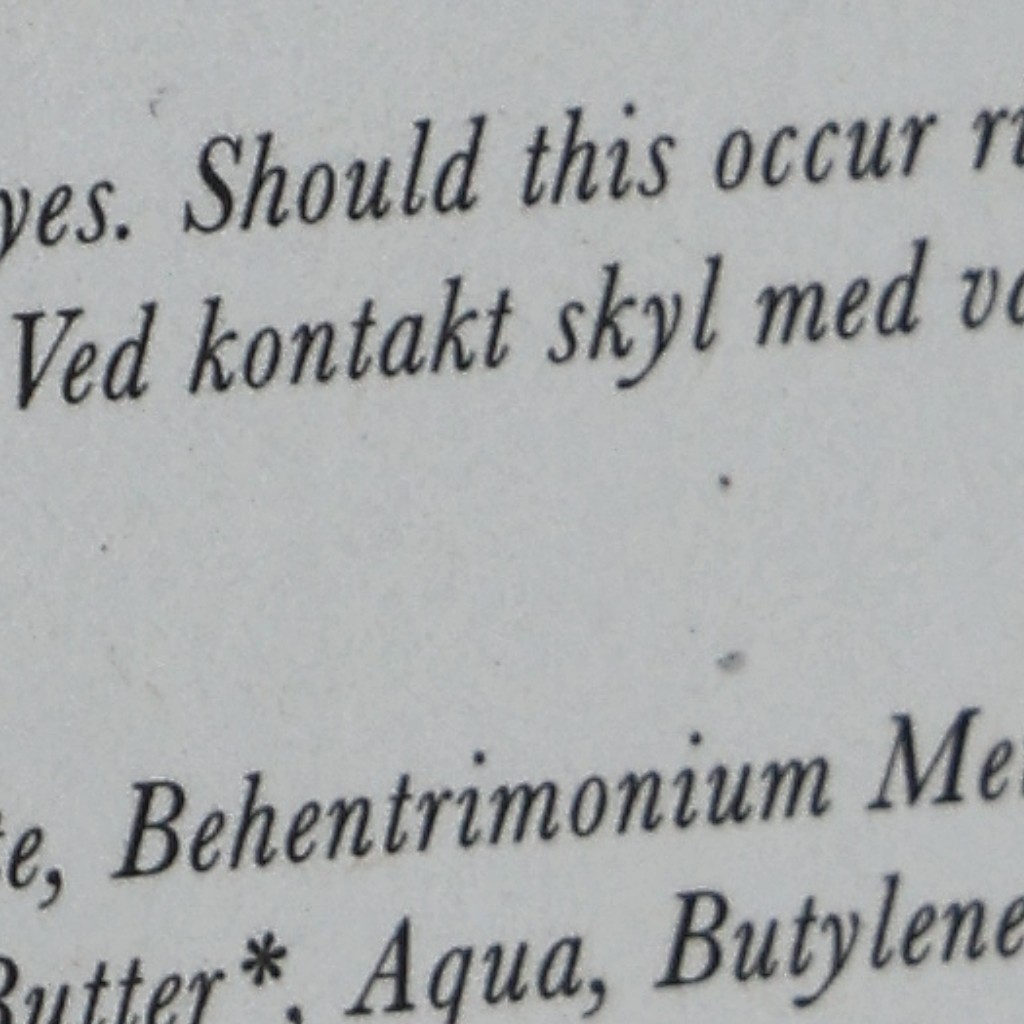 yes. Should this occur
Ved kontakt skyl med
Behentrimonium
Butter*, Aqua, Butylene